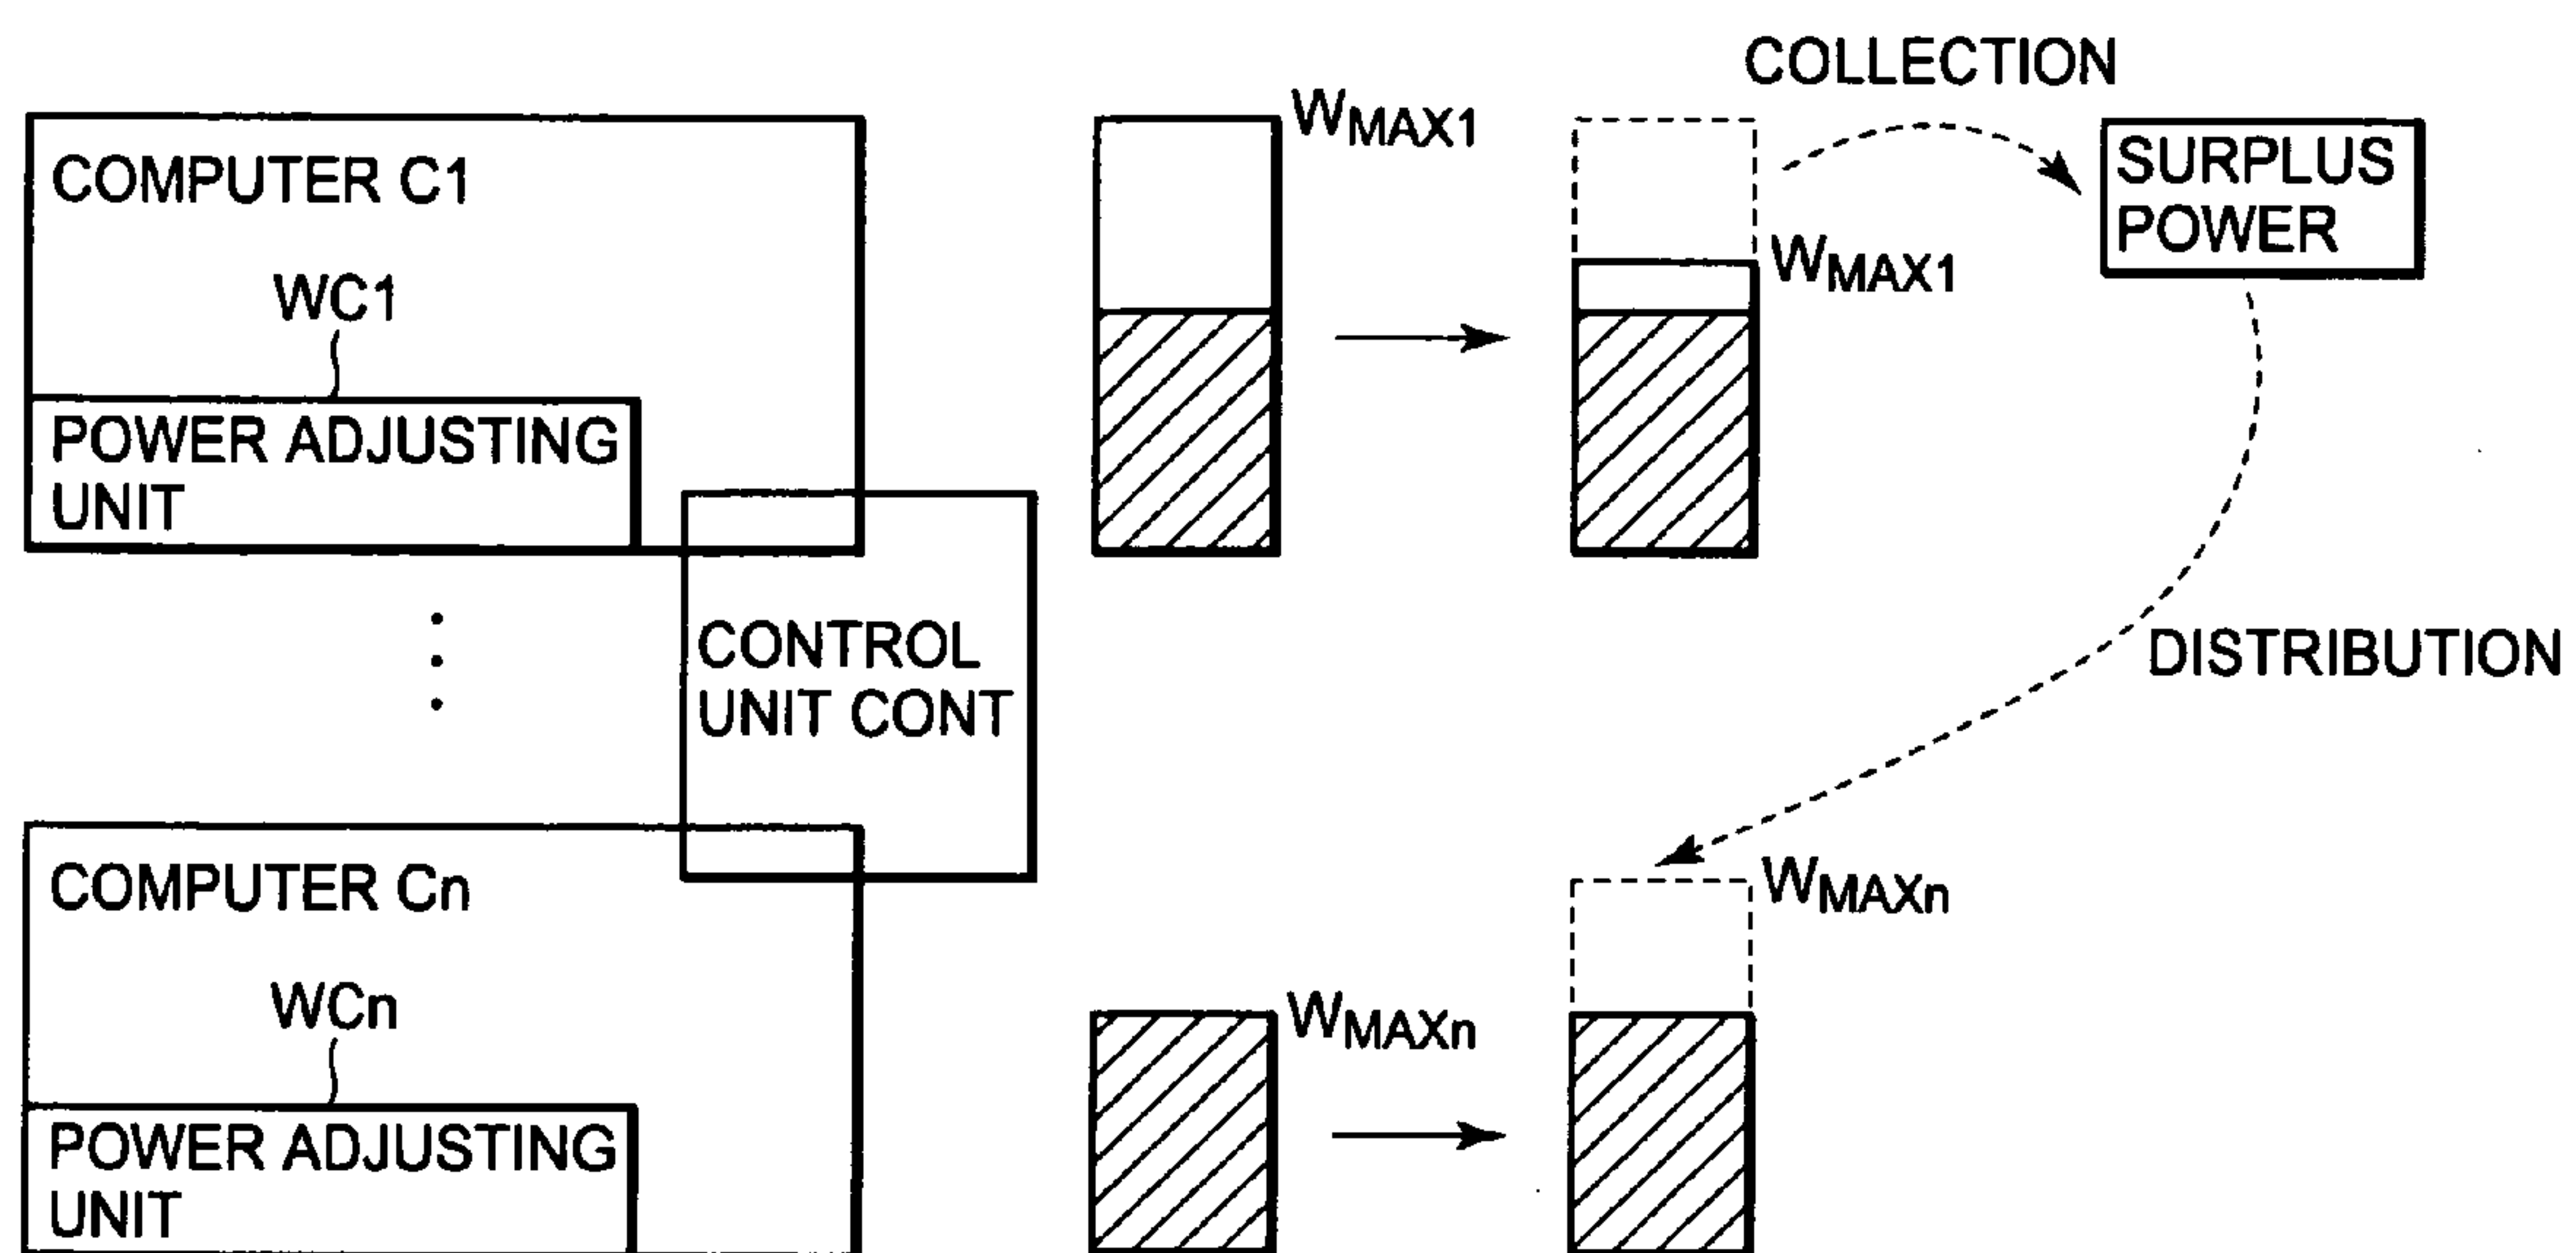 COLLECTION
COMPUTER C1
WMAX1
WMAX1
SURPLUS
POWER
WC1
POWER ADJUSTING
UNIT
CONTROL
UNIT CONT
DISTRIBUTION
COMPUTER Cn
WMAXn
WMAXn
WCn
POWER ADJUSTING
UNIT